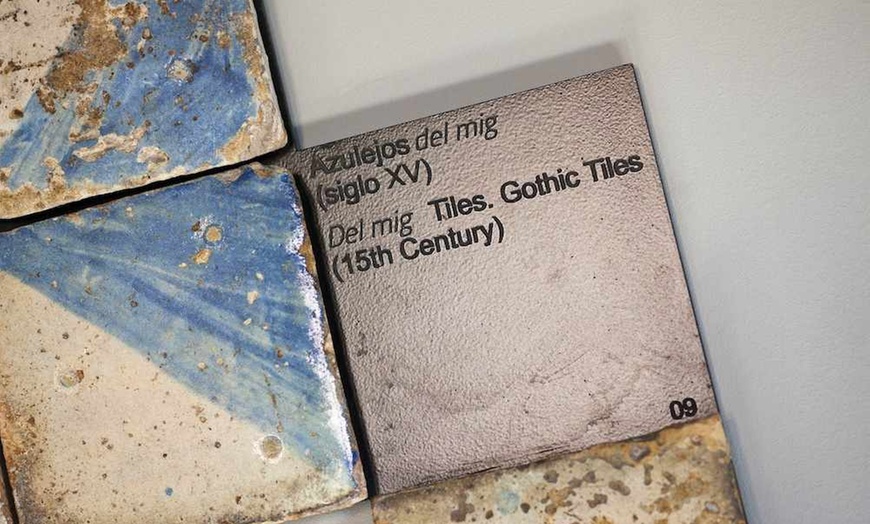 Azulejos del mig
(siglo XV)
Del mig Tiles. Gothic Tiles
(15th Century)
09